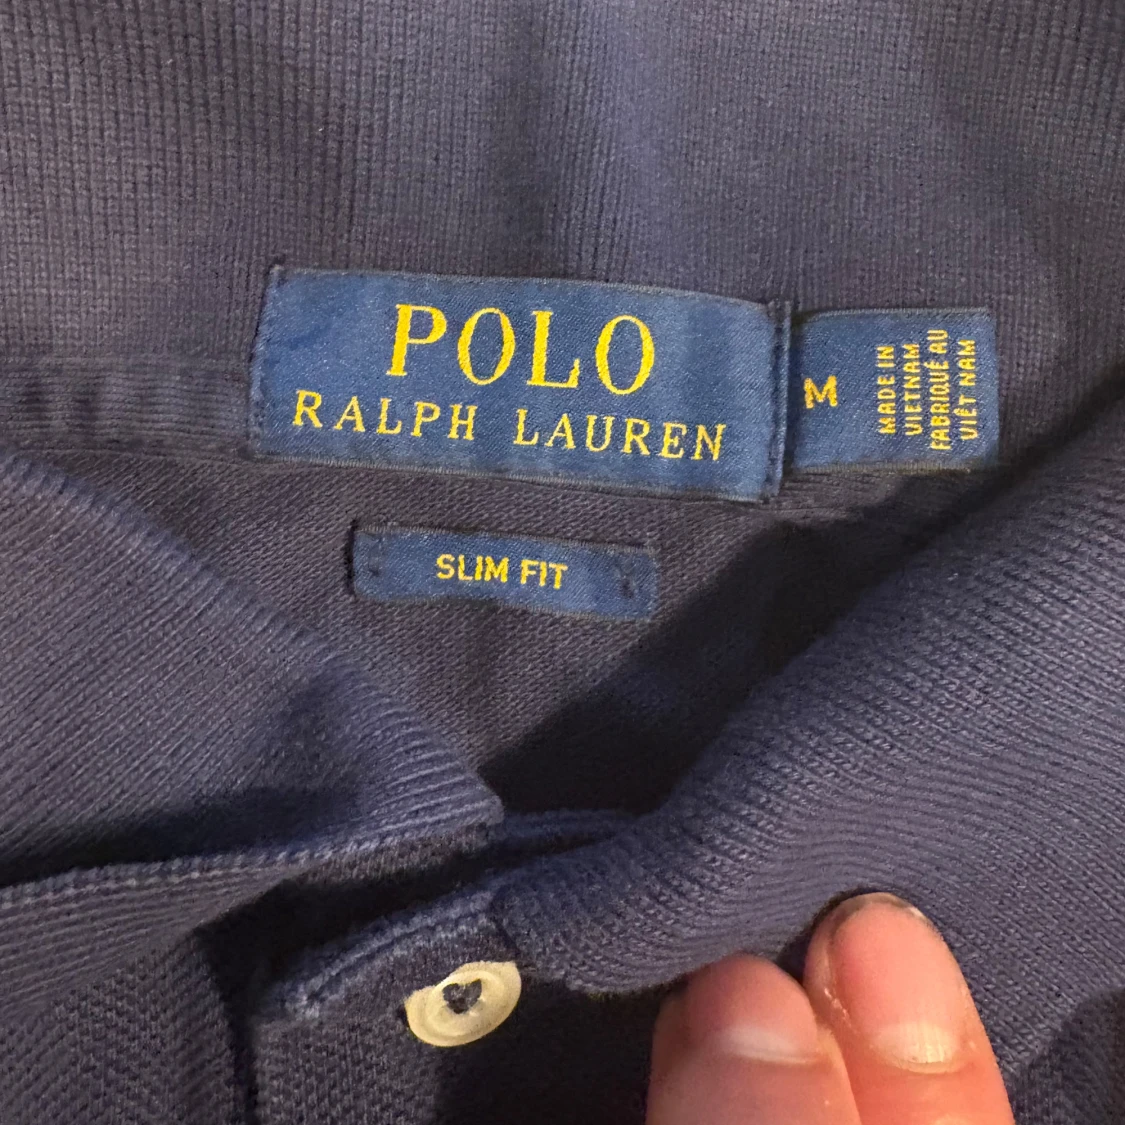 POLO
RALPH LAUREN
M
MADE IN
VIETNAM
FABRIQUÉ AU
VIÊT NAM
SLIM FIT